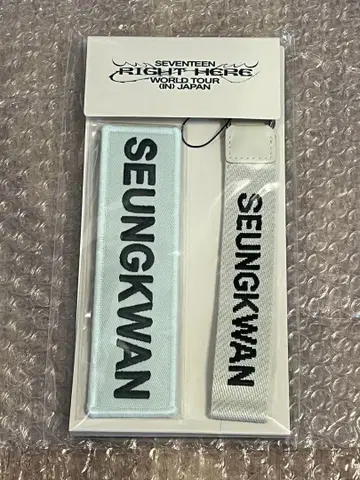 SEVENTEEN
RIGHT HERE
WORLD TOUR
(IN) JAPAN
SEUNGKWAN
SEUNGKWAN